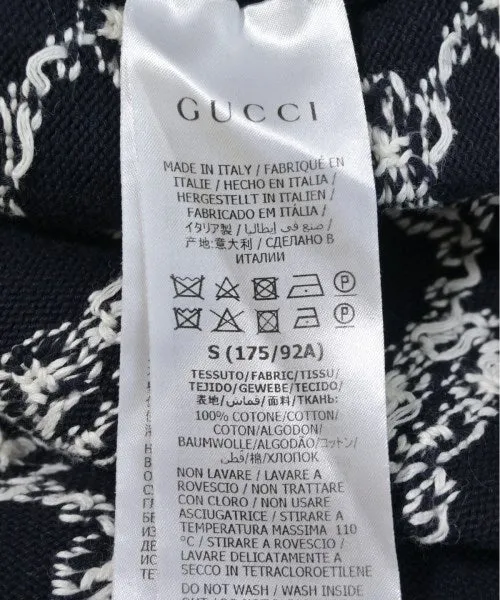 GUCCI
MADE IN ITALY / FABRIQUÉ EN
ITALIE / HECHO EN ITALIA /
HERGESTELLT IN ITALIEN /
FABRICADO EM ITÁLIA /
イタリア製 / صنع في إيطاليا /
产地:意大利 / СДЕЛАНО В
ИТАЛИИ
P
P
S (175/92A)
TESSUTO/FABRIC/TISSU/
TEJIDO/GEWEBE/TECIDO/
表地/قماش/面料/ТКАНЬ:
100% COTONE/COTTON/
COTON/ALGODON/
BAUMWOLLE/ALGODÃO/コットン/
قطن/棉/ХЛОПОК
NON LAVARE / LAVARE A
ROVESCIO / NON TRATTARE
CON CLORO / NON USARE
ASCIUGATRICE / STIRARE A
TEMPERATURA MASSIMA 110
°C / STIRARE A ROVESCIO /
LAVARE DELICATAMENTE A
SECCO IN TETRACLOROETILENE
DO NOT WASH / WASH INSIDE